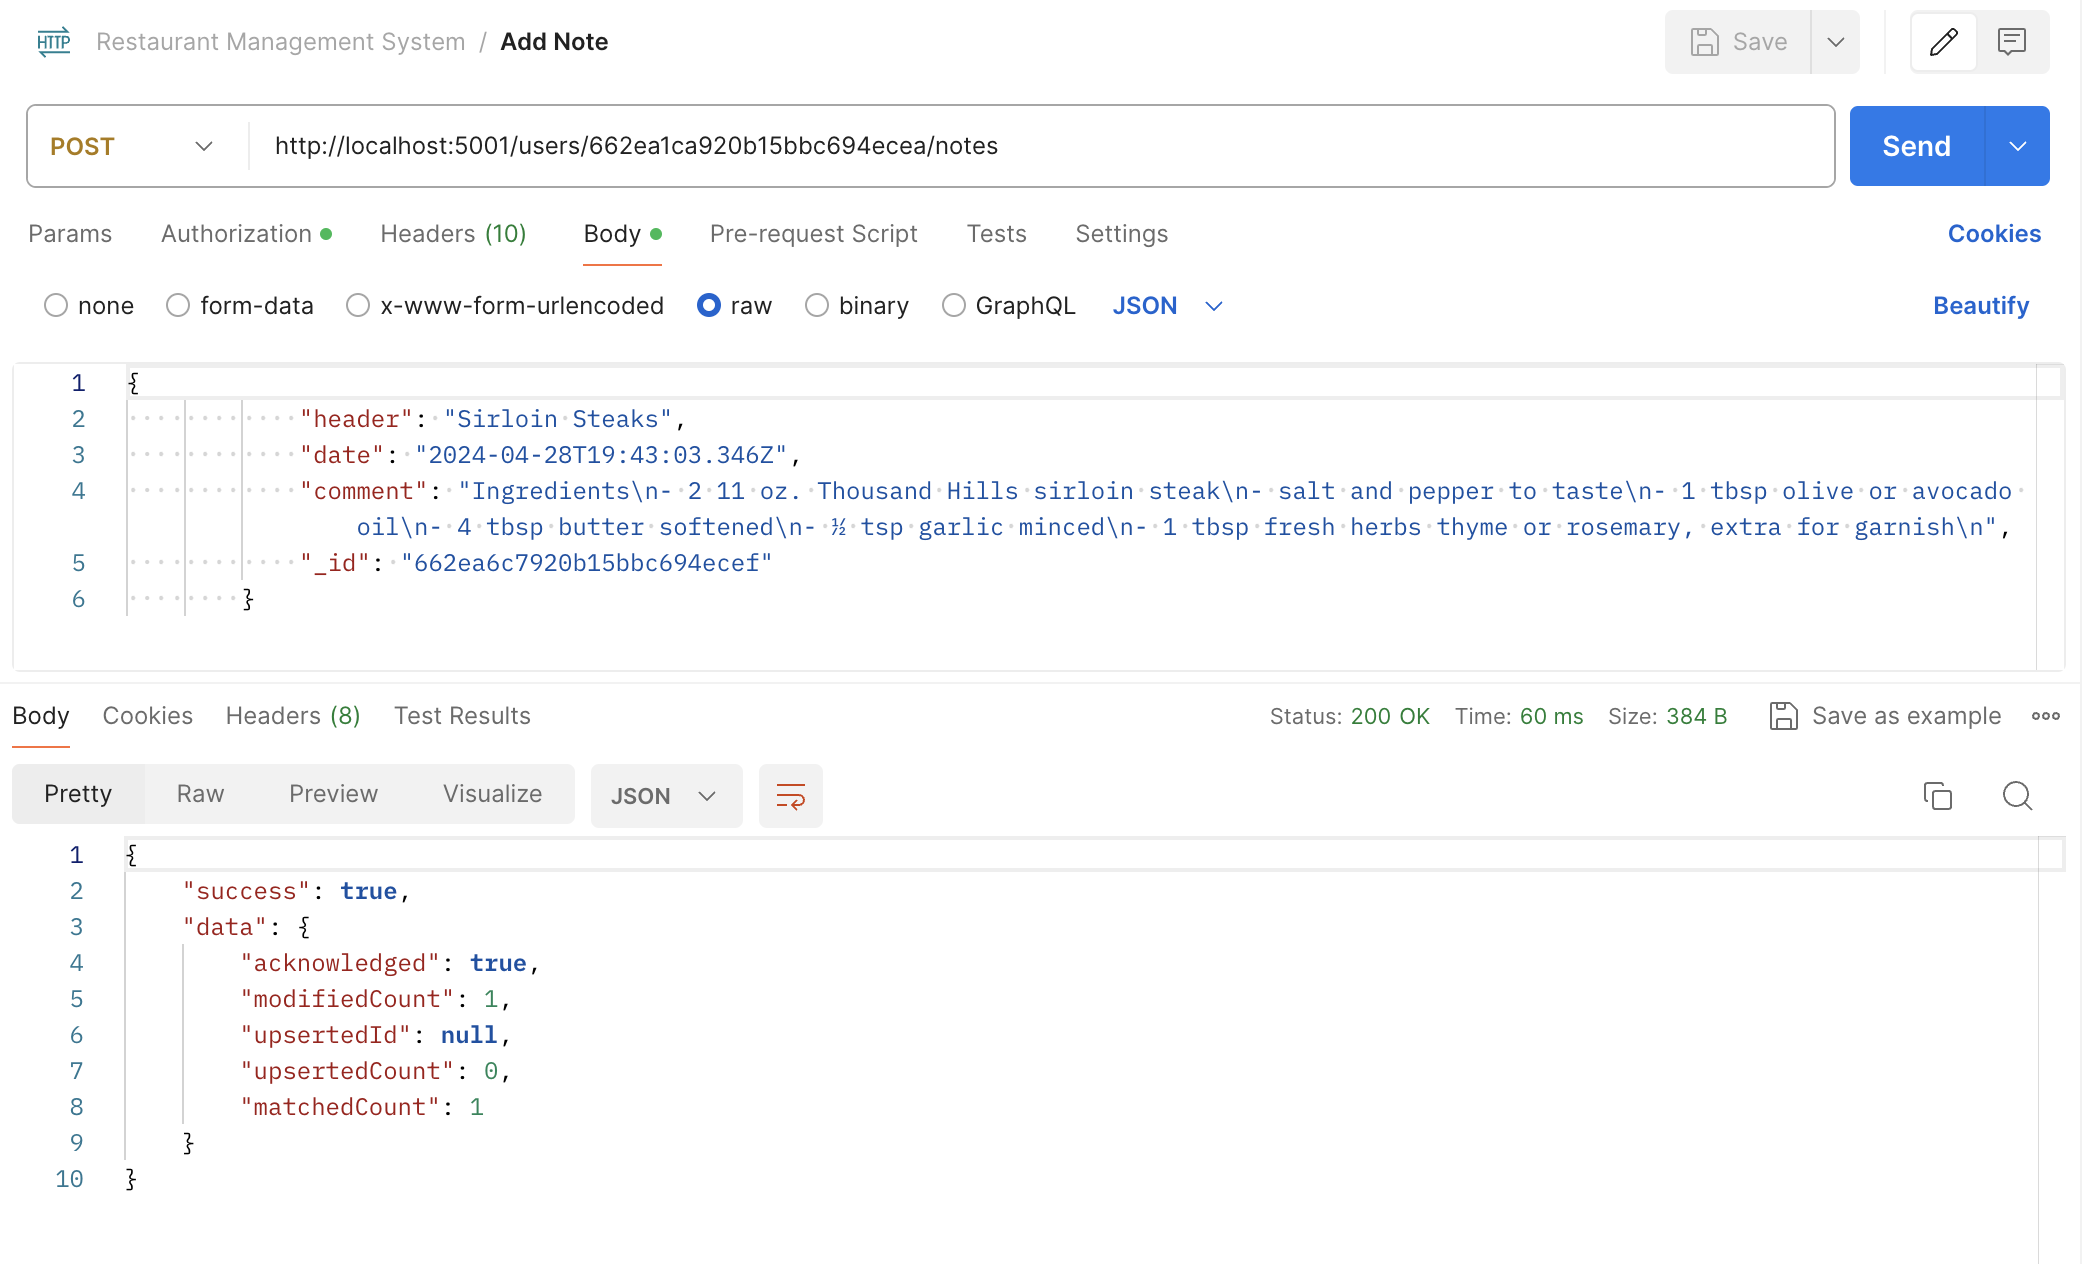 HTTP Restaurant Management System / Add Note Save
POST http://localhost:5001/users/662ea1ca920b15bbc694ecea/notes Send
Params Authorization Headers (10) Body Pre-request Script Tests Settings Cookies
none form-data x-www-form-urlencoded raw binary GraphQL JSON Beautify
1 {
2 "header": "Sirloin Steaks",
3 "date": "2024-04-28T19:43:03.346Z",
4 "comment": "Ingredients\n- 2 11 oz. Thousand Hills sirloin steak\n- salt and pepper to taste\n- 1 tbsp olive or avocado
oil\n- 4 tbsp butter softened\n- ½ tsp garlic minced\n- 1 tbsp fresh herbs thyme or rosemary, extra for garnish\n",
5 "_id": "662ea6c7920b15bbc694ecef"
6 }
Body Cookies Headers (8) Test Results Status: 200 OK Time: 60 ms Size: 384 B Save as example
Pretty Raw Preview Visualize JSON
1 {
2 "success": true,
3 "data": {
4 "acknowledged": true,
5 "modifiedCount": 1,
6 "upsertedId": null,
7 "upsertedCount": 0,
8 "matchedCount": 1
9 }
10 }